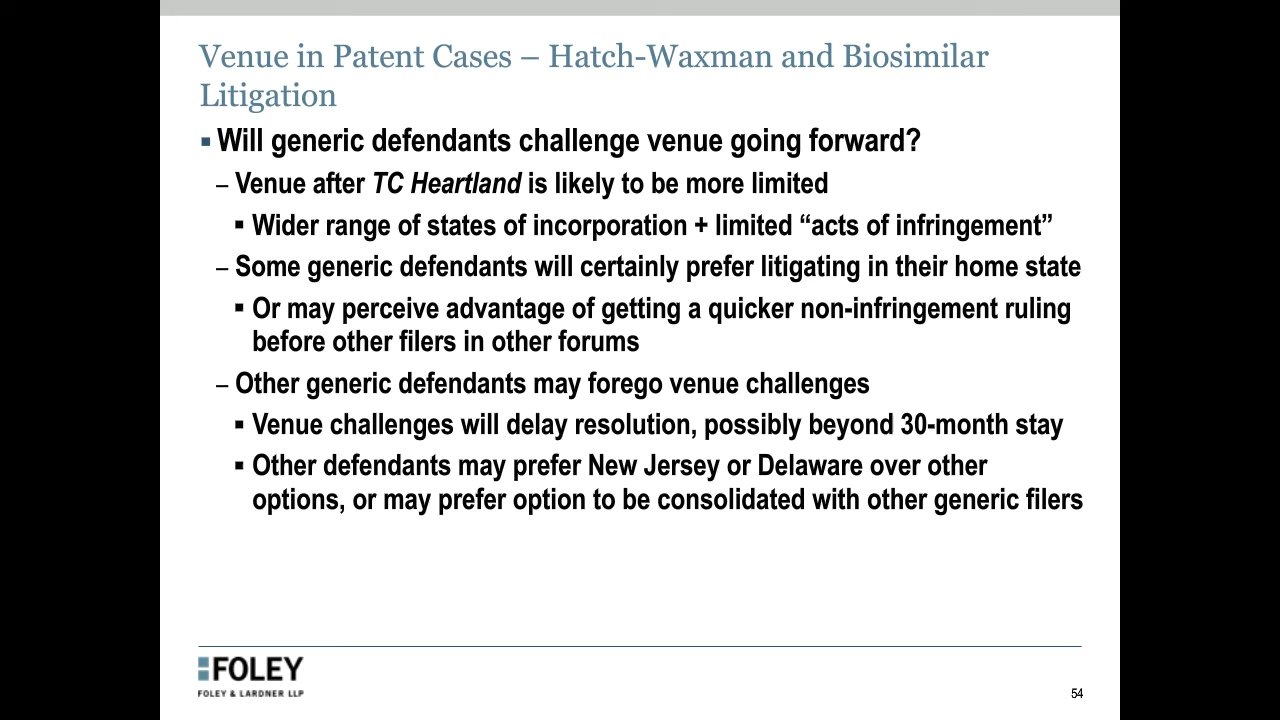 Venue in Patent Cases – Hatch-Waxman and Biosimilar
Litigation
▪ Will generic defendants challenge venue going forward?
– Venue after TC Heartland is likely to be more limited
▪ Wider range of states of incorporation + limited “acts of infringement”
– Some generic defendants will certainly prefer litigating in their home state
▪ Or may perceive advantage of getting a quicker non-infringement ruling
before other filers in other forums
– Other generic defendants may forego venue challenges
▪ Venue challenges will delay resolution, possibly beyond 30-month stay
▪ Other defendants may prefer New Jersey or Delaware over other
options, or may prefer option to be consolidated with other generic filers
FOLEY
FOLEY & LARDNER LLP
54